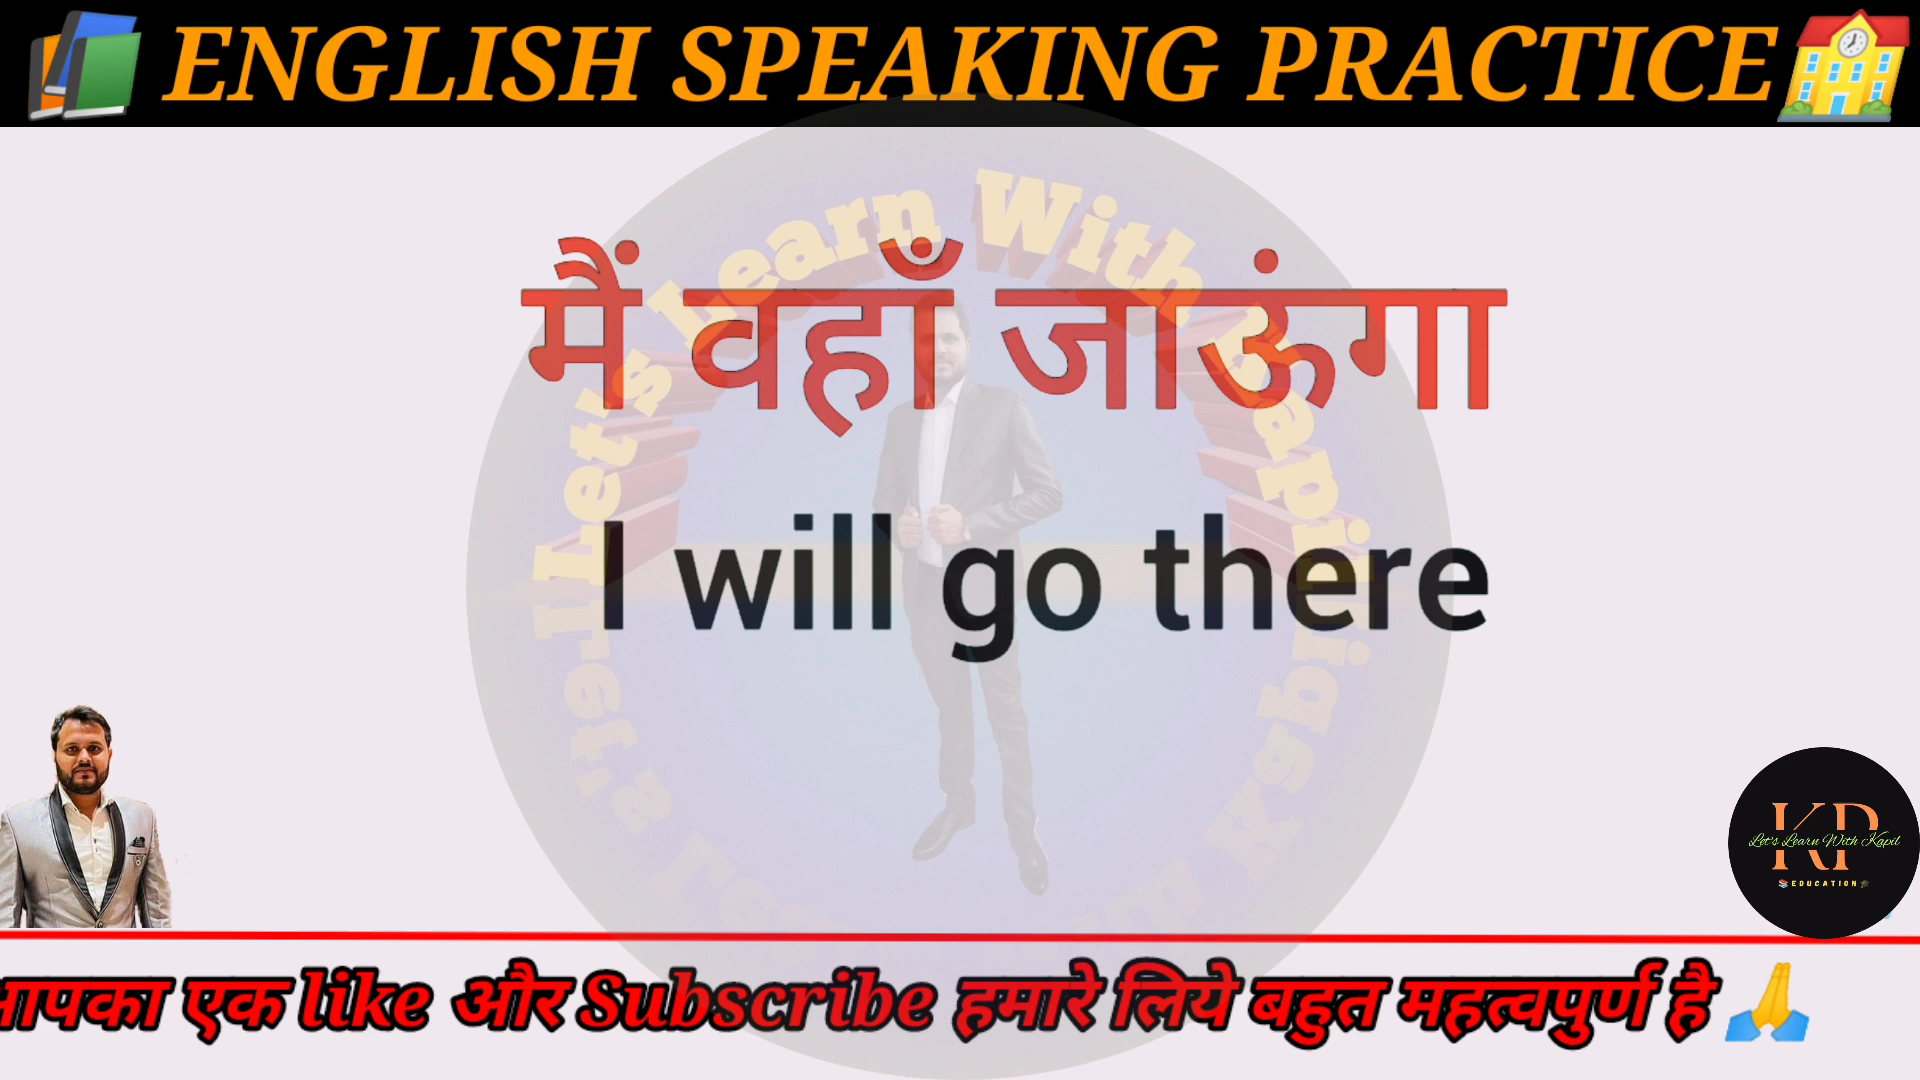 ENGLISH SPEAKING PRACTICE
Let's Learn With Kapil
मैं वहाँ जाऊंगा
I will go there
KP
Let's Learn With Kapil
EDUCATION
आपका एक like और Subscribe हमारे लिये बहुत महत्वपुर्ण है